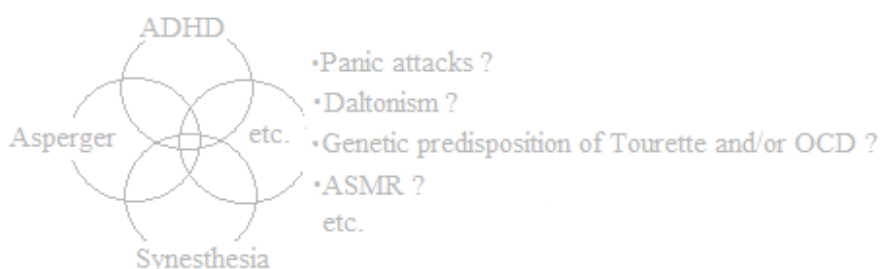 ADHD
Asperger
etc.
Synesthesia
•Panic attacks ?
•Daltonism ?
•Genetic predisposition of Tourette and/or OCD ?
•ASMR ?
etc.